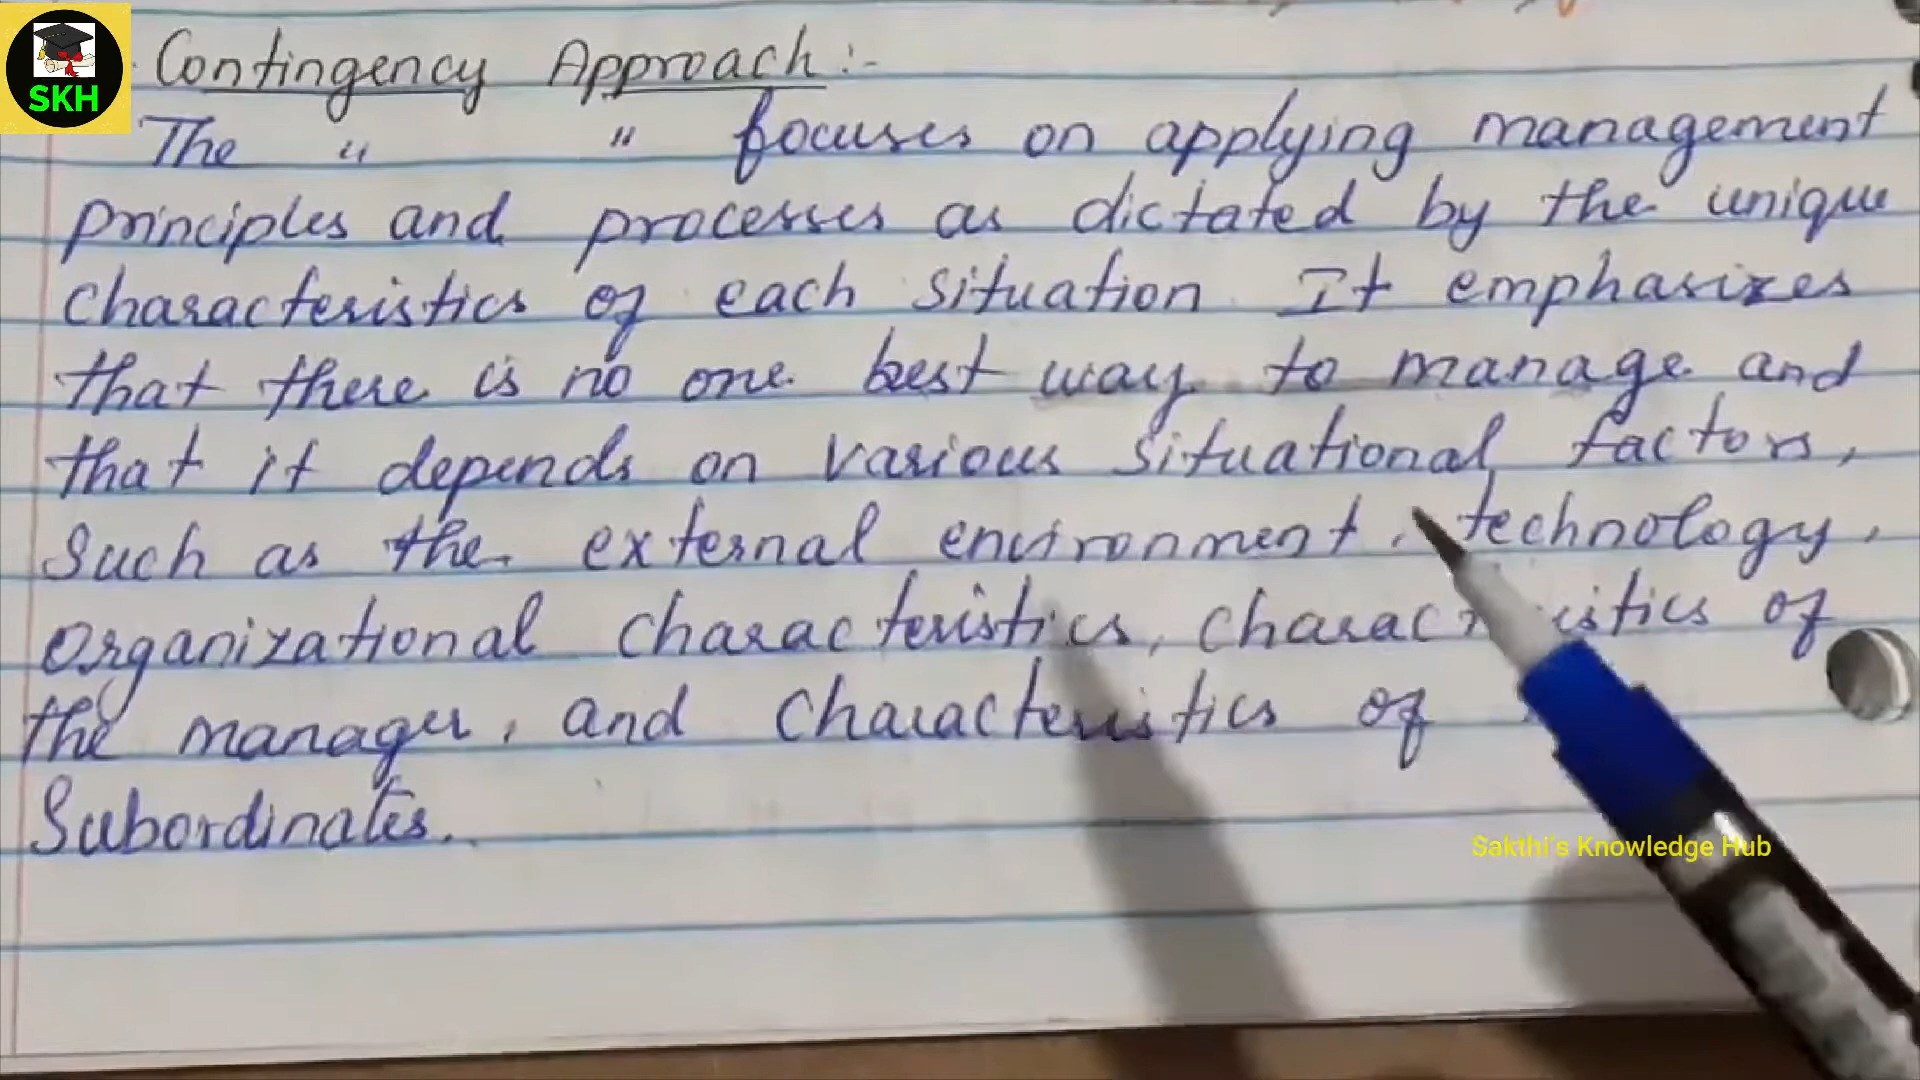 SKH
Contingency Approach :-
The " " focuses on applying management
principles and processes as dictated by the unique
characteristics of each situation. It emphasizes
that there is no one best way to manage and
that it depends on various situational factors,
Such as the external environment, technology,
Organizational characteristics, characteristics of
the manager, and characteristics of
Subordinates.
Sakthi's Knowledge Hub